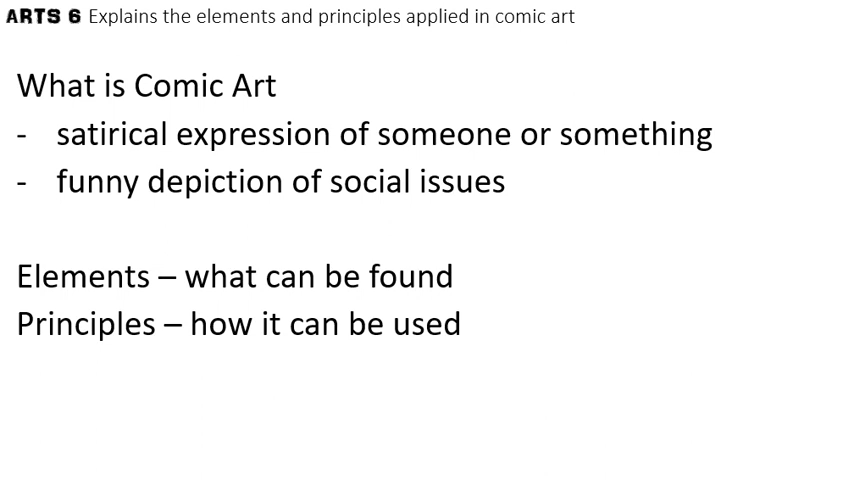 ARTS 6 Explains the elements and principles applied in comic art
What is Comic Art
- satirical expression of someone or something
- funny depiction of social issues
Elements – what can be found
Principles – how it can be used